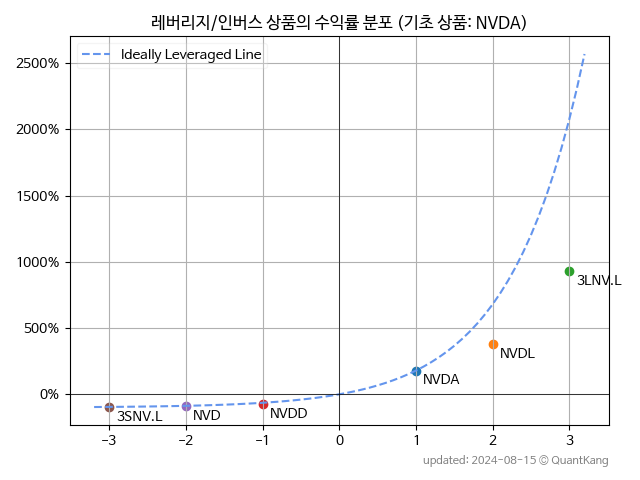 레버리지/인버스 상품의 수익률 분포 (기초 상품: NVDA)
Ideally Leveraged Line
2500%
2000%
1500%
1000%
500%
0%
3LNV.L
NVDL
NVDA
3SNV.L
NVD
NVDD
−3 −2 −1 0 1 2 3
updated: 2024-08-15 © QuantKang